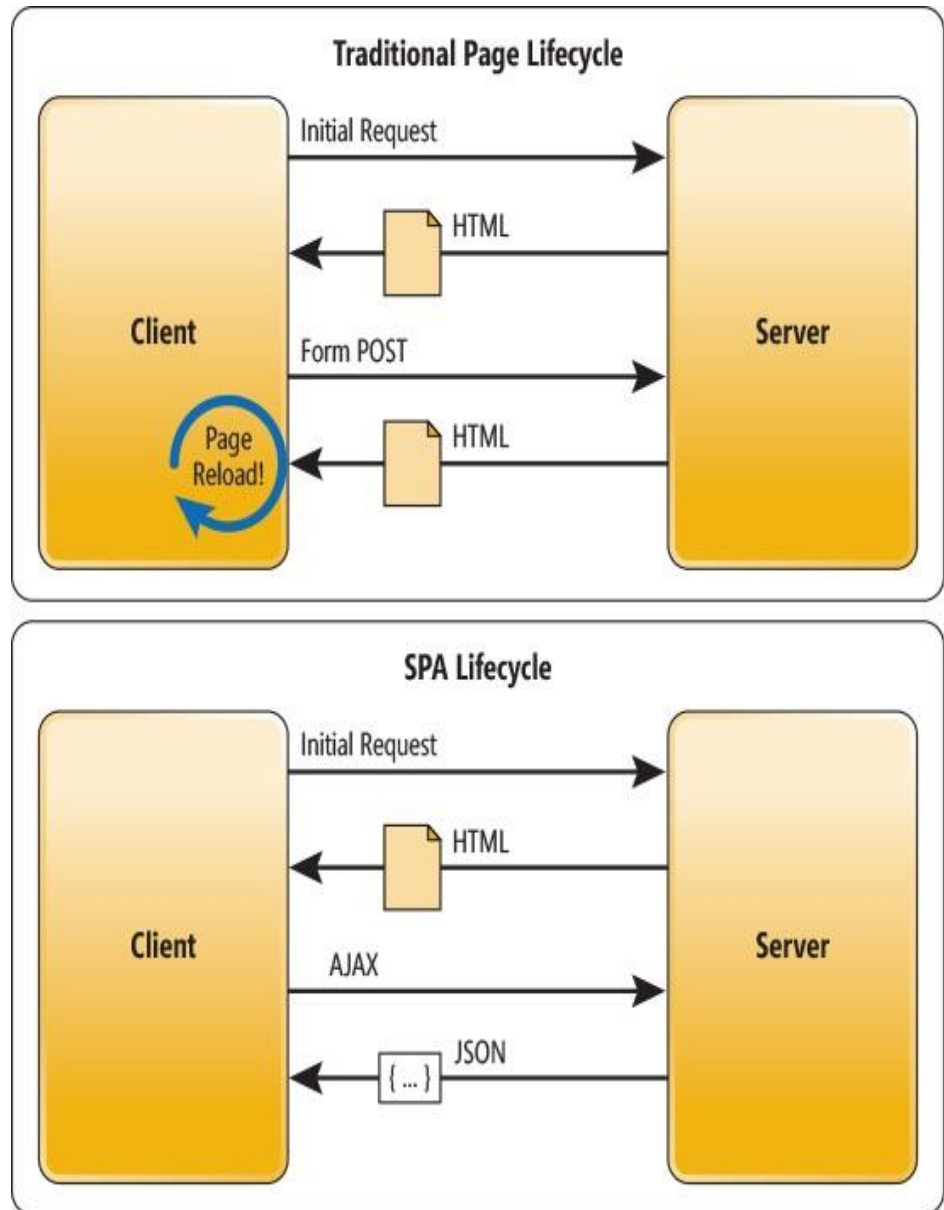 Traditional Page Lifecycle
Initial Request
HTML
Client
Server
Form POST
Page
Reload!
HTML
SPA Lifecycle
Initial Request
HTML
Client
Server
AJAX
JSON
{ ... }